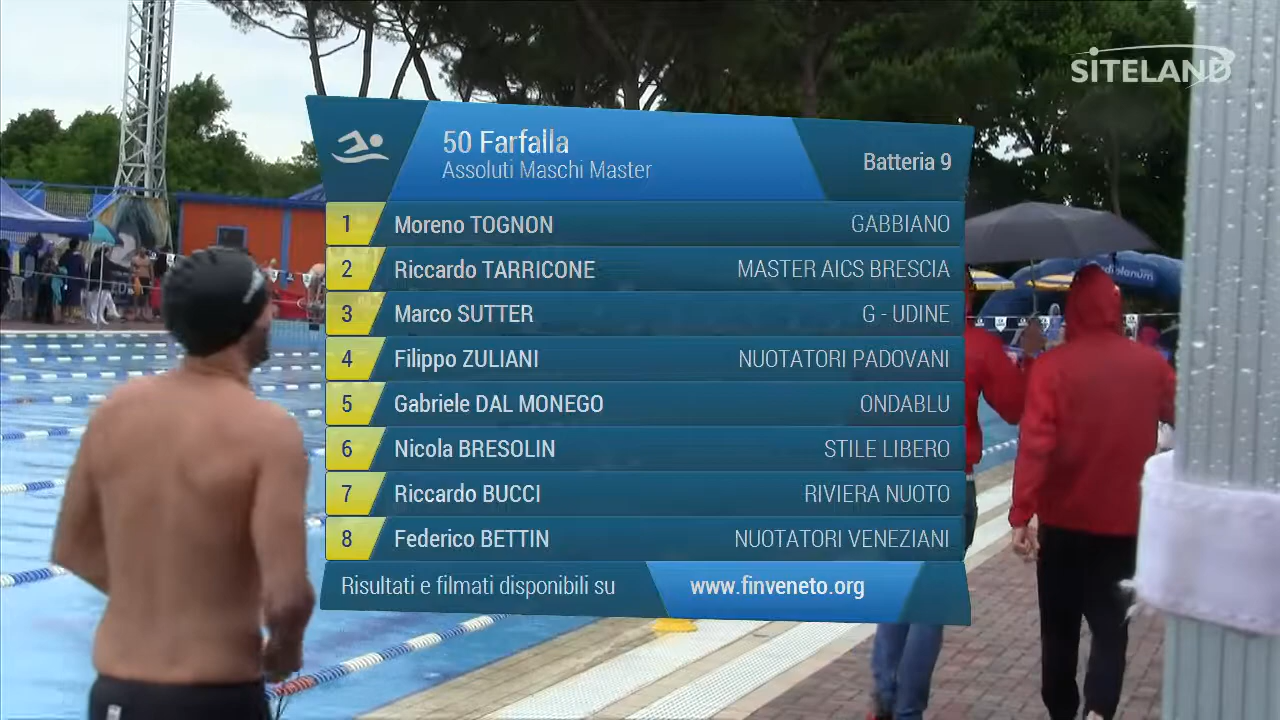 SITELAND
50 Farfalla
Assoluti Maschi Master
Batteria 9
1 Moreno TOGNON GABBIANO
2 Riccardo TARRICONE MASTER AICS BRESCIA
3 Marco SUTTER G - UDINE
4 Filippo ZULIANI NUOTATORI PADOVANI
5 Gabriele DAL MONEGO ONDABLU
6 Nicola BRESOLIN STILE LIBERO
7 Riccardo BUCCI RIVIERA NUOTO
8 Federico BETTIN NUOTATORI VENEZIANI
Risultati e filmati disponibili su www.finveneto.org